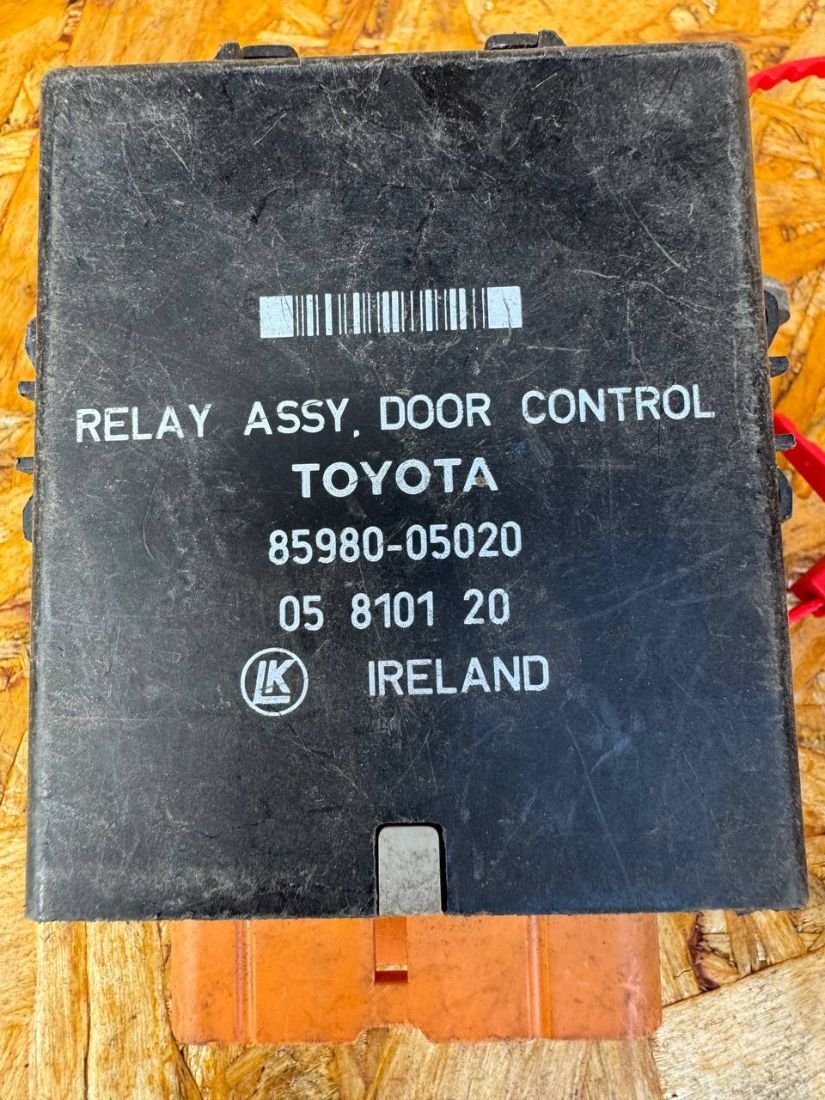 RELAY ASSY, DOOR CONTROL
TOYOTA
85980-05020
05 8101 20
LK IRELAND